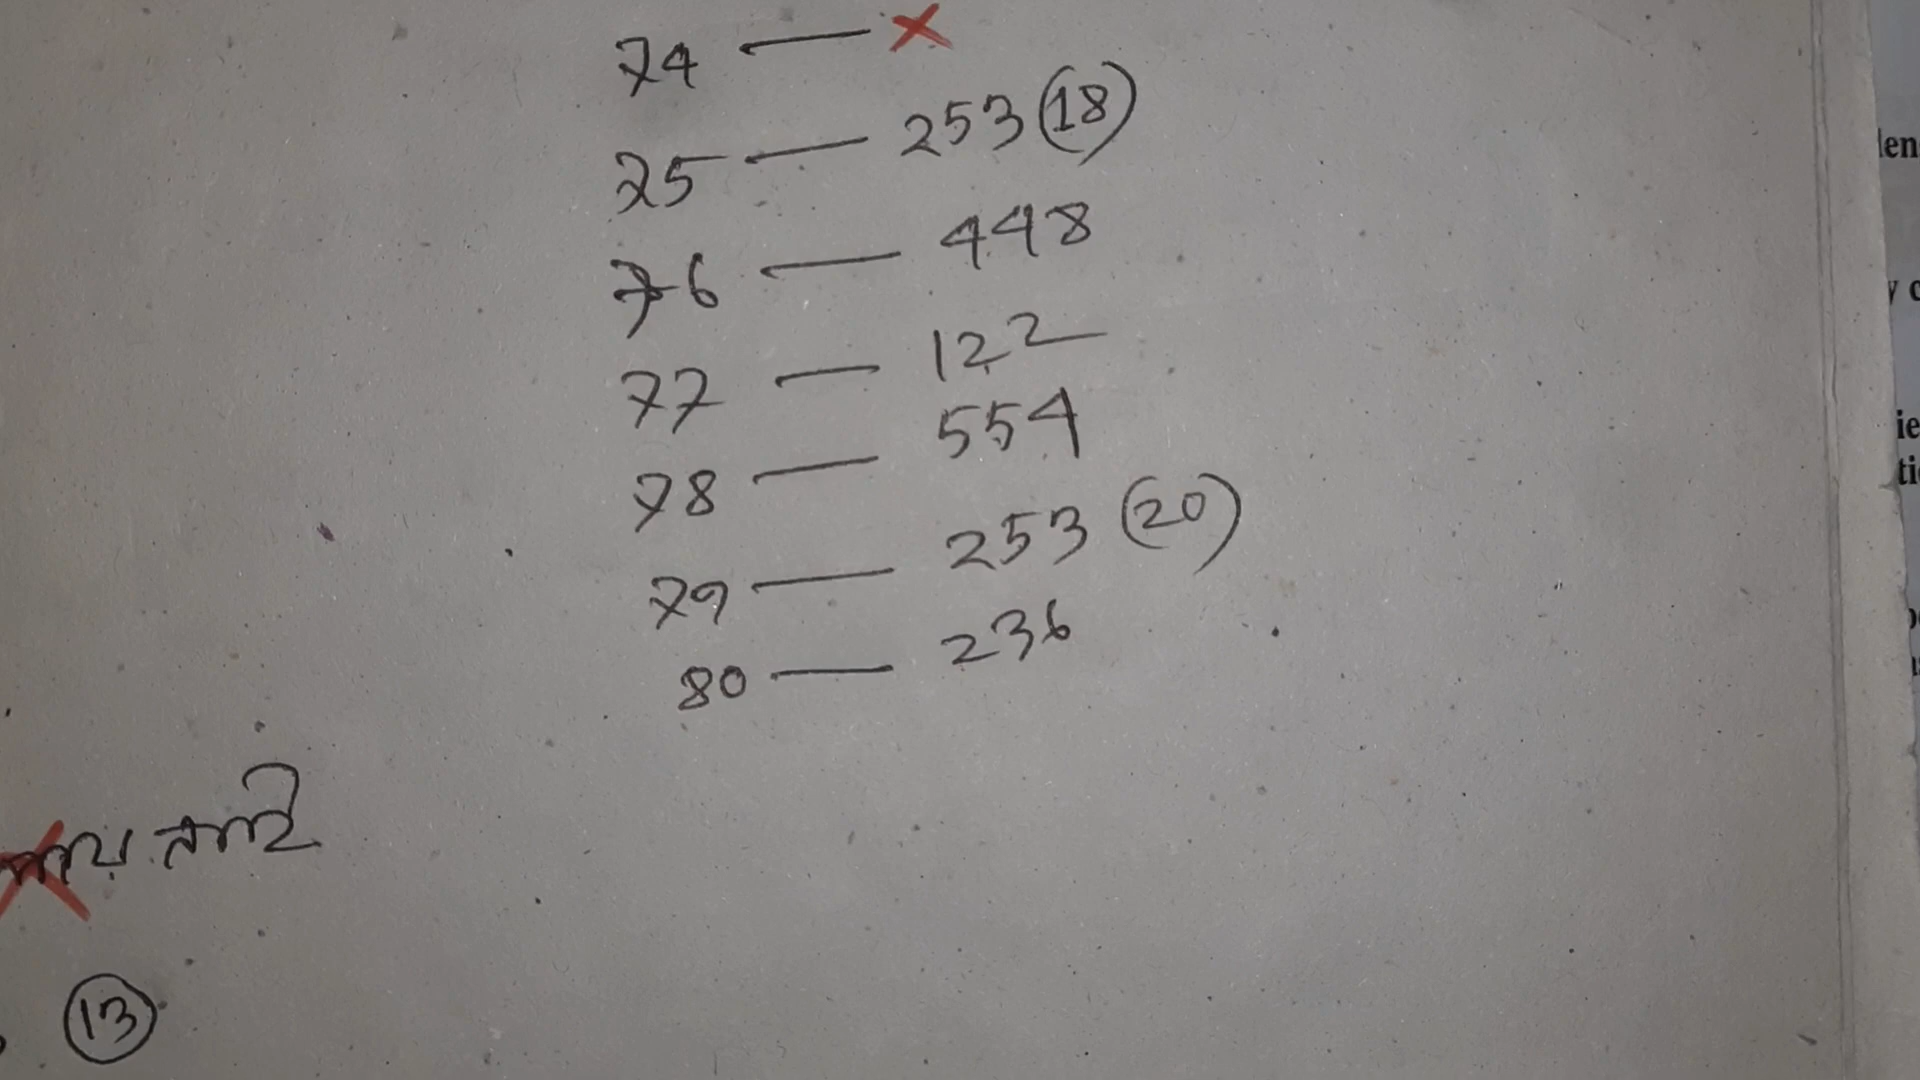 74 — ×
75 — 253 (18)
76 — 448
77 — 122
78 — 554
79 — 253 (20)
80 — 236
নাই
13